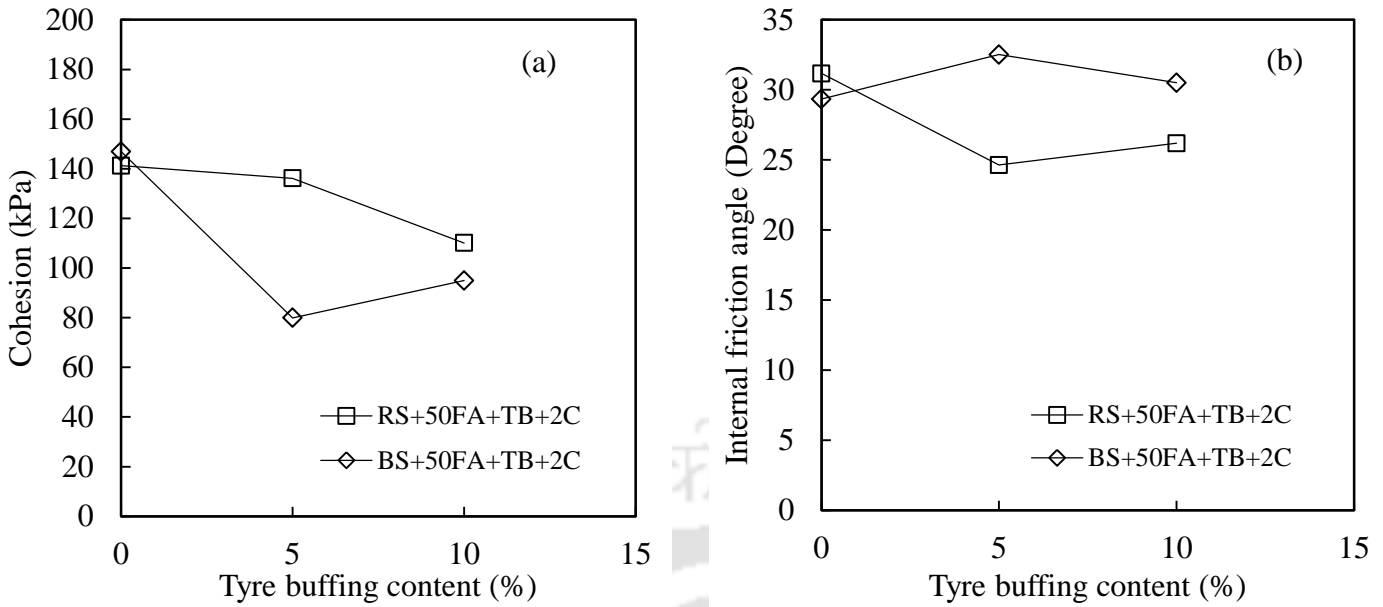 (a)
Cohesion (kPa)
200
180
160
140
120
100
80
60
40
20
0
0 5 10 15
Tyre buffing content (%)
RS+50FA+TB+2C
BS+50FA+TB+2C
(b)
Internal friction angle (Degree)
35
30
25
20
15
10
5
0
0 5 10 15
Tyre buffing content (%)
RS+50FA+TB+2C
BS+50FA+TB+2C